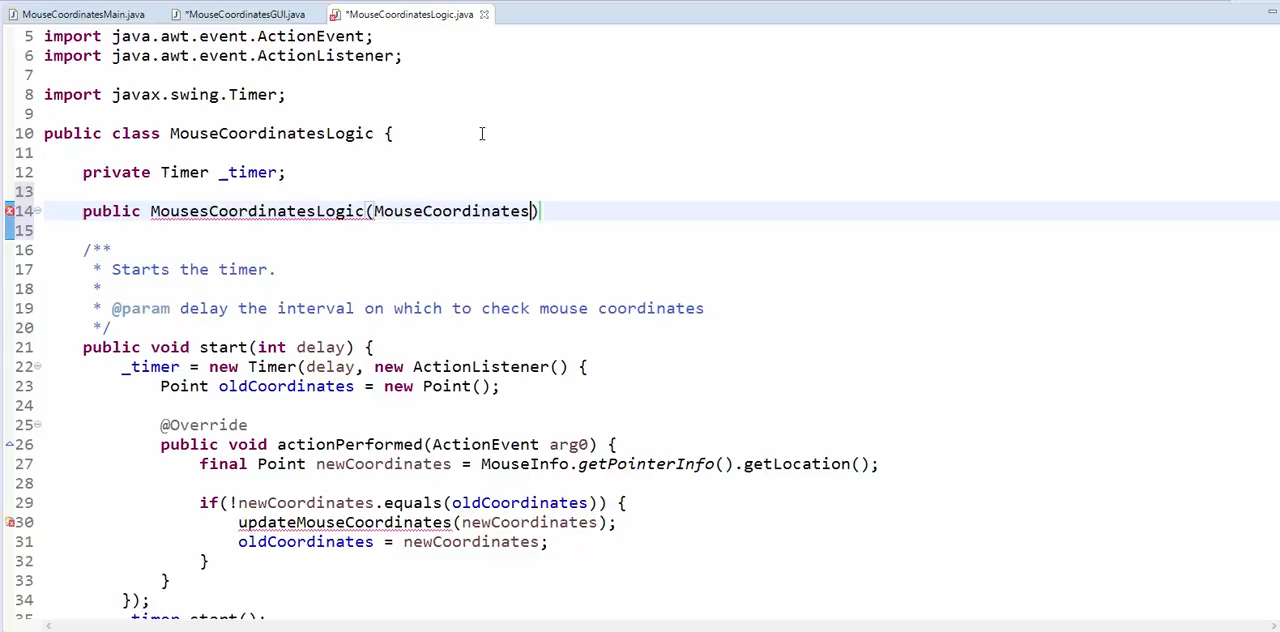 MouseCoordinatesMain.java *MouseCoordinatesGUI.java *MouseCoordinatesLogic.java
5 import java.awt.event.ActionEvent;
6 import java.awt.event.ActionListener;
7
8 import javax.swing.Timer;
9
10 public class MouseCoordinatesLogic {
11
12 private Timer _timer;
13
14 public MousesCoordinatesLogic(MouseCoordinates)
15
16 /**
17 * Starts the timer.
18 *
19 * @param delay the interval on which to check mouse coordinates
20 */
21 public void start(int delay) {
22 _timer = new Timer(delay, new ActionListener() {
23 Point oldCoordinates = new Point();
24
25 @Override
26 public void actionPerformed(ActionEvent arg0) {
27 final Point newCoordinates = MouseInfo.getPointerInfo().getLocation();
28
29 if(!newCoordinates.equals(oldCoordinates)) {
30 updateMouseCoordinates(newCoordinates);
31 oldCoordinates = newCoordinates;
32 }
33 }
34 });
35 _timer.start();